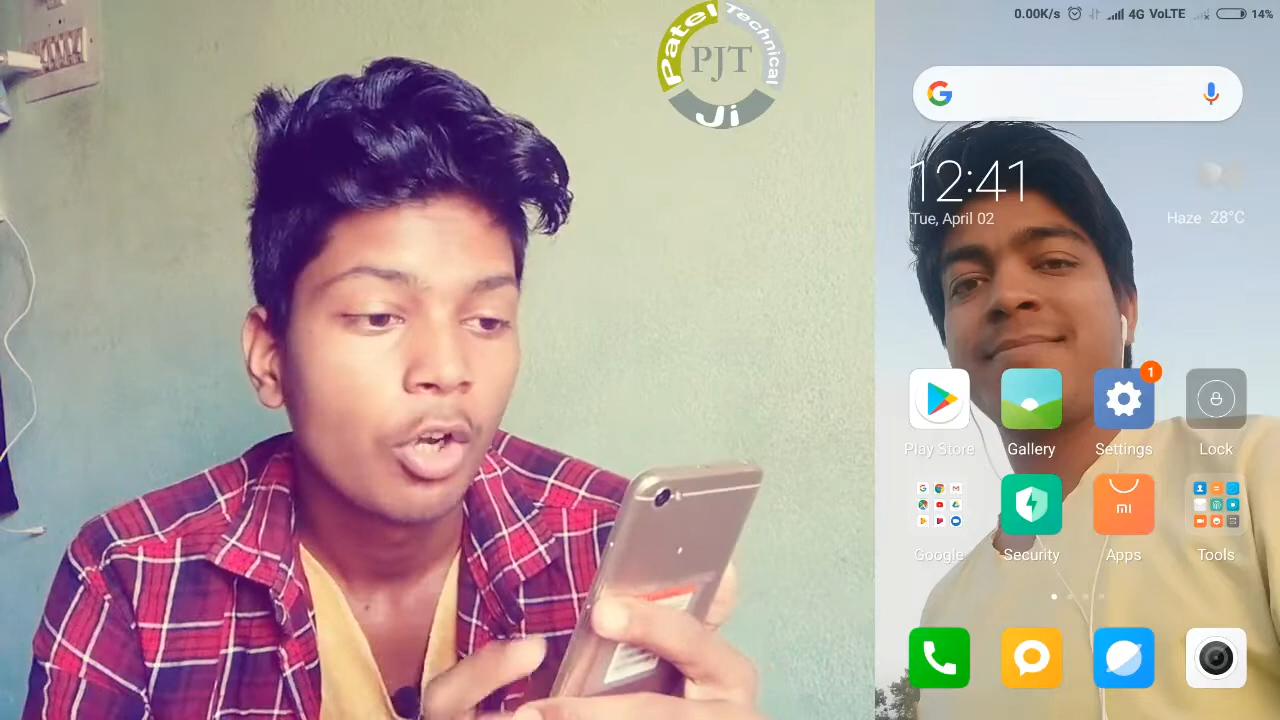 Patel
Technical
PJT
Ji
0.00K/s 4G VoLTE 14%
12:41
Tue, April 02
Haze 28°C
1
Play Store
Gallery
Settings
Lock
mi
Google
Security
Apps
Tools